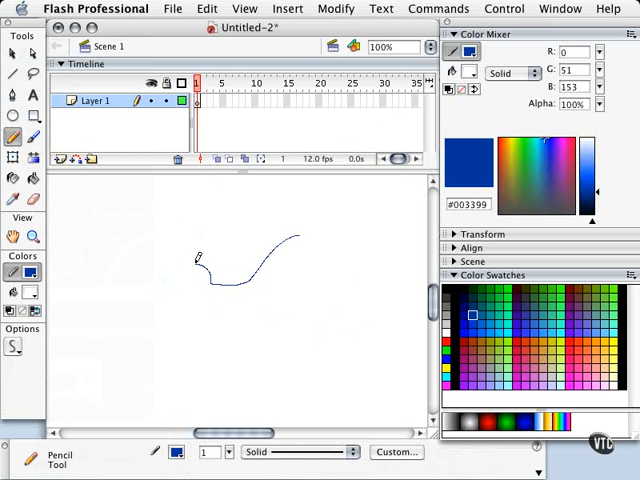 Flash Professional File Edit View Insert Modify Text Commands Control Window Help
Tools
Untitled-2*
Scene 1
100%
Timeline
1 5 10 15 20 25 30 35
Layer 1
1 12.0 fps 0.0s
View
Colors
Options
Color Mixer
R: 0
Solid
G: 51
B: 153
Alpha: 100%
#003399
Transform
Align
Scene
Color Swatches
VTC
Pencil
Tool
1
Solid
Custom...